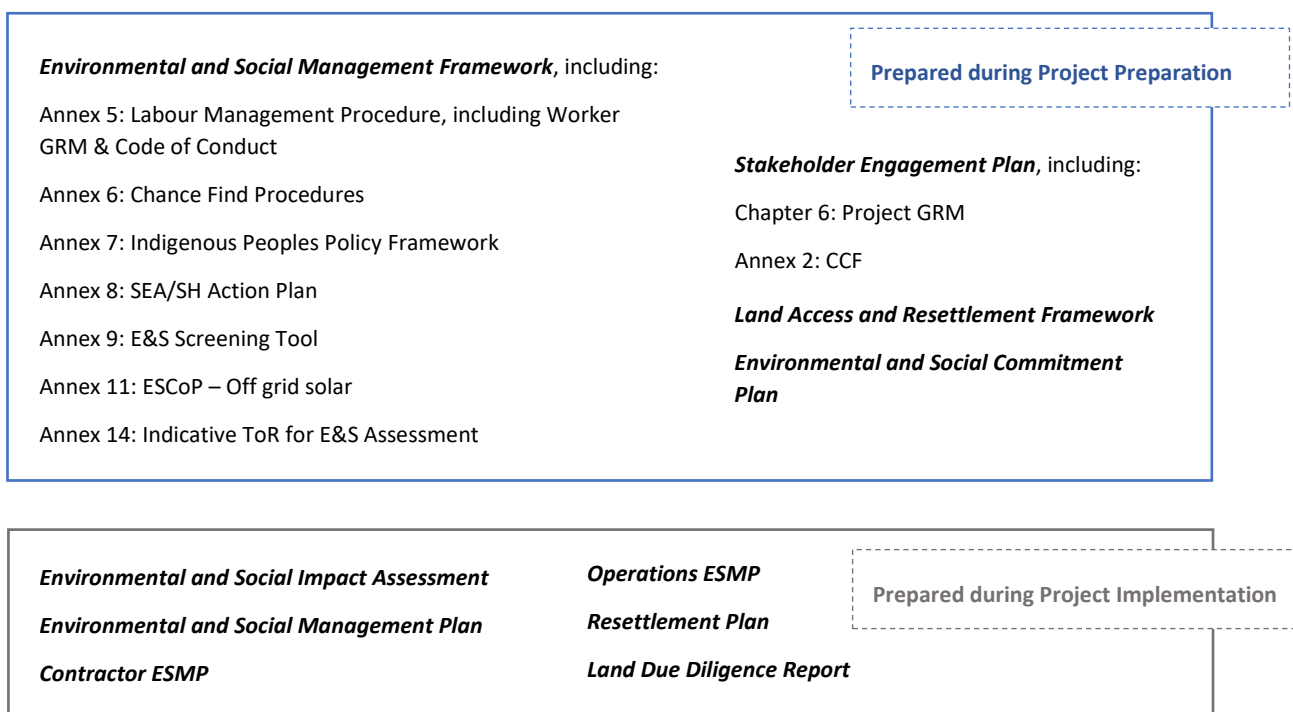 Environmental and Social Management Framework, including:
Annex 5: Labour Management Procedure, including Worker
GRM & Code of Conduct
Annex 6: Chance Find Procedures
Annex 7: Indigenous Peoples Policy Framework
Annex 8: SEA/SH Action Plan
Annex 9: E&S Screening Tool
Annex 11: ESCoP – Off grid solar
Annex 14: Indicative ToR for E&S Assessment
Prepared during Project Preparation
Stakeholder Engagement Plan, including:
Chapter 6: Project GRM
Annex 2: CCF
Land Access and Resettlement Framework
Environmental and Social Commitment
Plan
Environmental and Social Impact Assessment
Environmental and Social Management Plan
Contractor ESMP
Operations ESMP
Resettlement Plan
Land Due Diligence Report
Prepared during Project Implementation